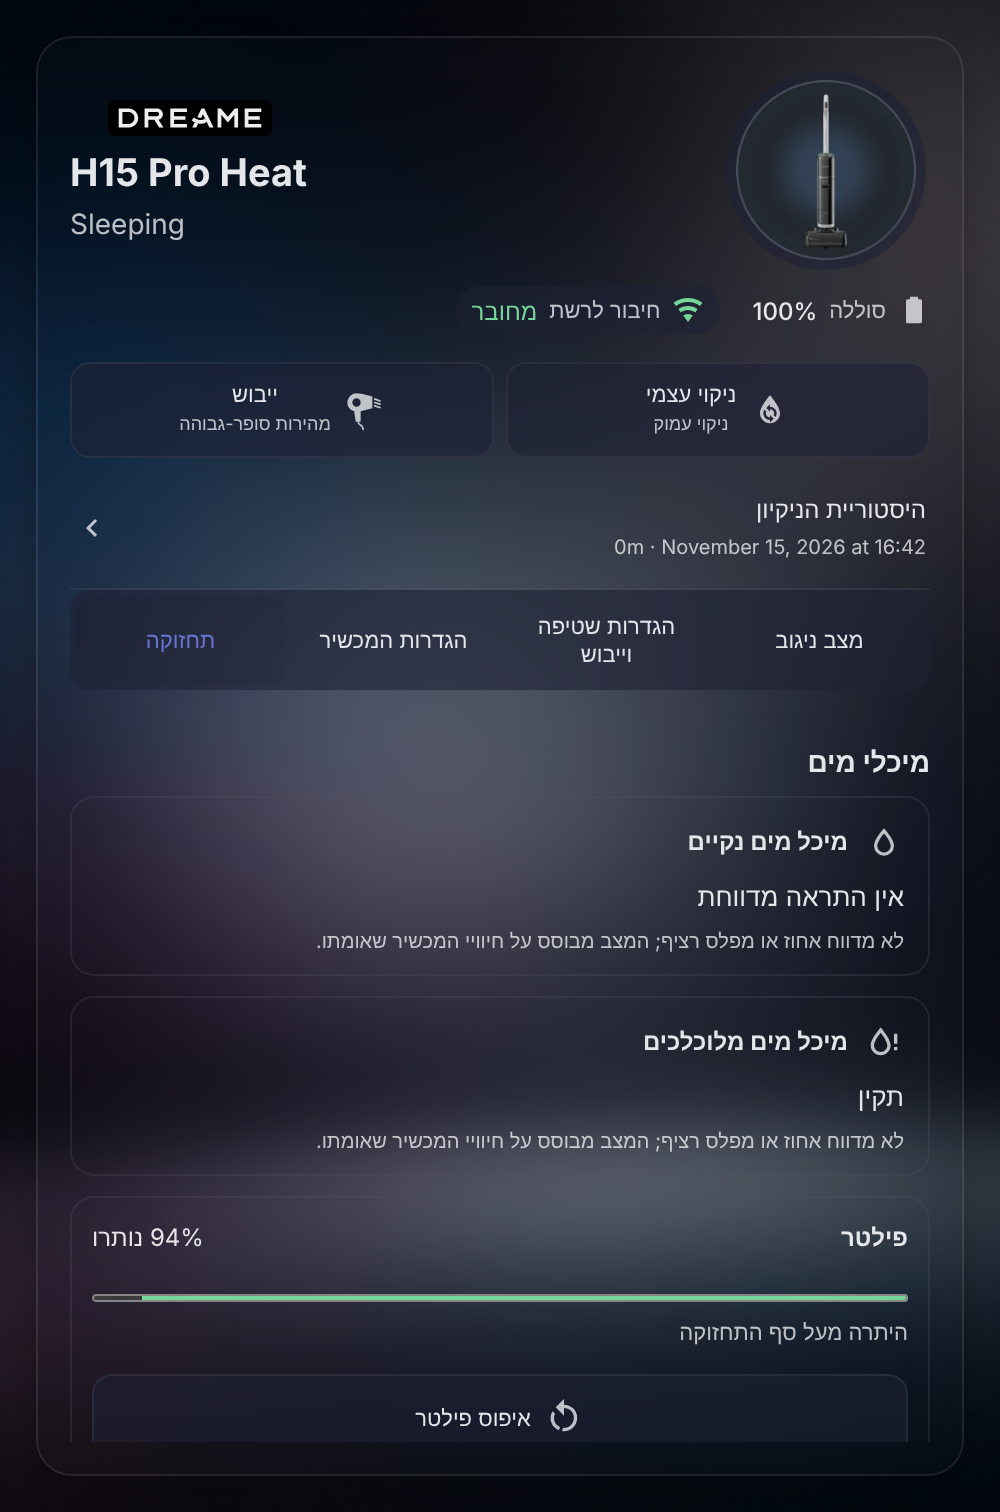 DREAME
H15 Pro Heat
Sleeping
סוללה 100%
חיבור לרשת מחובר
ניקוי עצמי
ניקוי עמוק
ייבוש
מהירות סופר-גבוהה
היסטוריית הניקיון
0m · November 15, 2026 at 16:42
מצב ניגוב
הגדרות שטיפה
וייבוש
הגדרות המכשיר
תחזוקה
מיכלי מים
מיכל מים נקיים
אין התראה מדווחת
לא מדווח אחוז או מפלס רציף; המצב מבוסס על חיוויי המכשיר שאומתו.
מיכל מים מלוכלכים
תקין
לא מדווח אחוז או מפלס רציף; המצב מבוסס על חיוויי המכשיר שאומתו.
פילטר
94% נותרו
היתרה מעל סף התחזוקה
איפוס פילטר